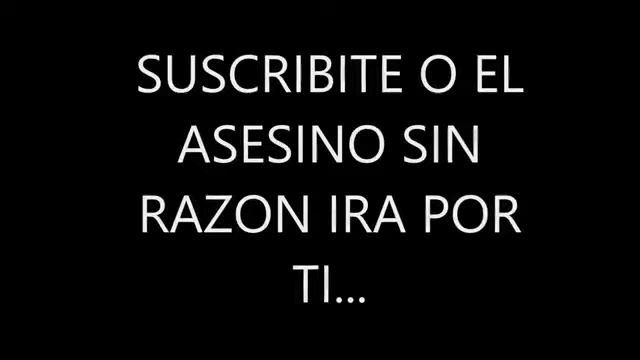 SUSCRIBITE O EL
ASESINO SIN
RAZON IRA POR
TI...